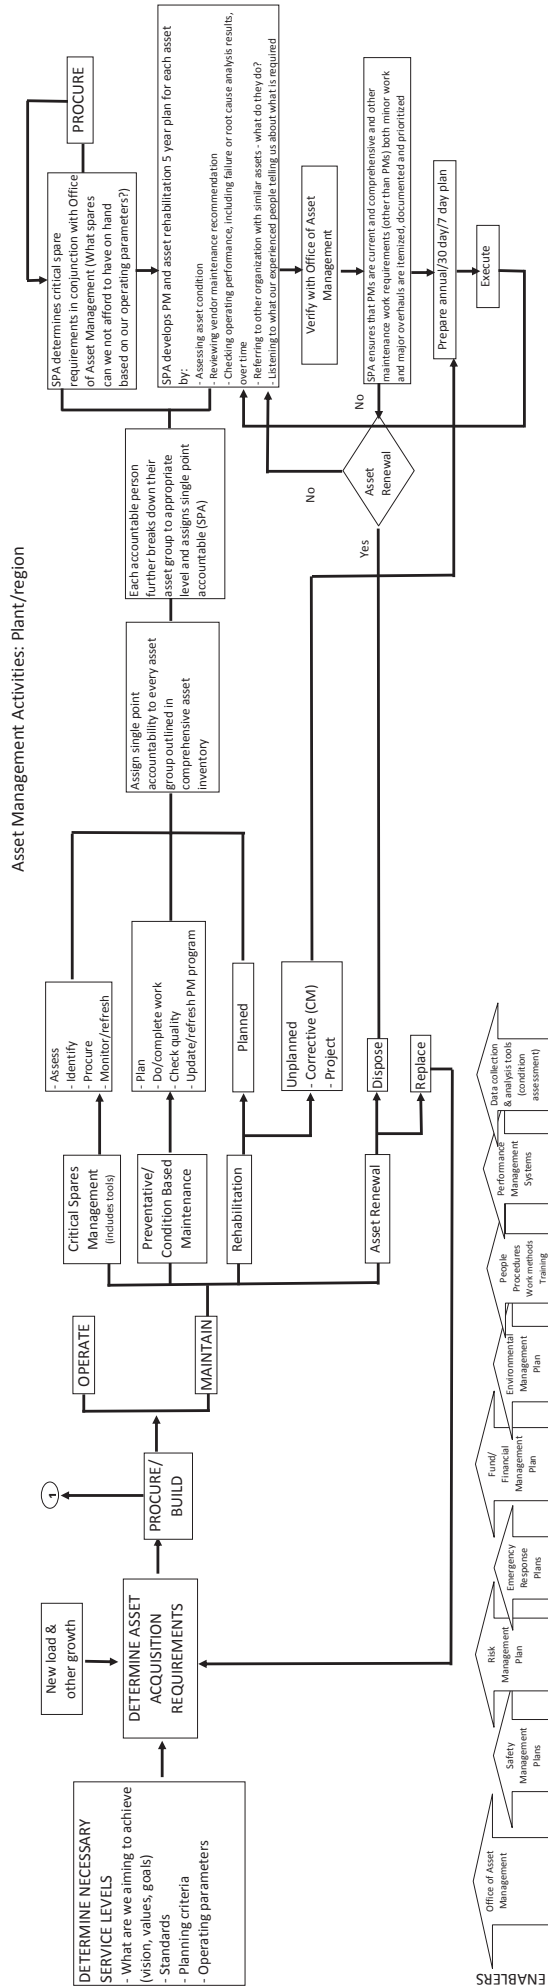 Asset Management Activities: Plant/region
DETERMINE NECESSARY
SERVICE LEVELS
- What are we aiming to achieve
(vision, values, goals)
- Standards
- Planning criteria
- Operating parameters
New load &
other growth
DETERMINE ASSET
ACQUISITION
REQUIREMENTS
1
PROCURE/
BUILD
OPERATE
MAINTAIN
Critical Spares
Management
(includes tools)
Preventative/
Condition Based
Maintenance
Rehabilitation
Asset Renewal
- Assess
- Identify
- Procure
- Monitor/refresh
- Plan
- Do/complete work
- Check quality
- Update/refresh PM program
Planned
Unplanned
- Corrective (CM)
- Project
Dispose
Replace
Assign single point
accountability to every asset
group outlined in
comprehensive asset
inventory
Each accountable person
further breaks down their
asset group to appropriate
level and assigns single point
accountable (SPA)
PROCURE
SPA determines critical spare
requirements in conjunction with Office
of Asset Management (What spares
can we not afford to have on hand
based on our operating parameters?)
SPA develops PM and asset rehabilitation 5 year plan for each asset
by:
- Assessing asset condition
- Reviewing vendor maintenance recommendation
- Checking operating performance, including failure or root cause analysis results,
over time
- Referring to other organization with similar assets - what do they do?
- Listening to what our experienced people telling us about what is required
Verify with Office of Asset
Management
SPA ensures that PMs are current and comprehensive and other
maintenance work requirements (other than PMs) both minor work
and major overhauls are itemized, documented and prioritized
Prepare annual/30 day/7 day plan
Execute
No
No
Asset
Renewal
Yes
ENABLERS
Office of Asset
Management
Safety
Management
Plans
Risk
Management
Plan
Emergency
Response
Plans
Fund/
Financial
Management
Plan
Environmental
Management
Plan
People
Procedures
Work methods
Training
Performance
Management
Systems
Data collection
& analysis tools
(condition
assessment)